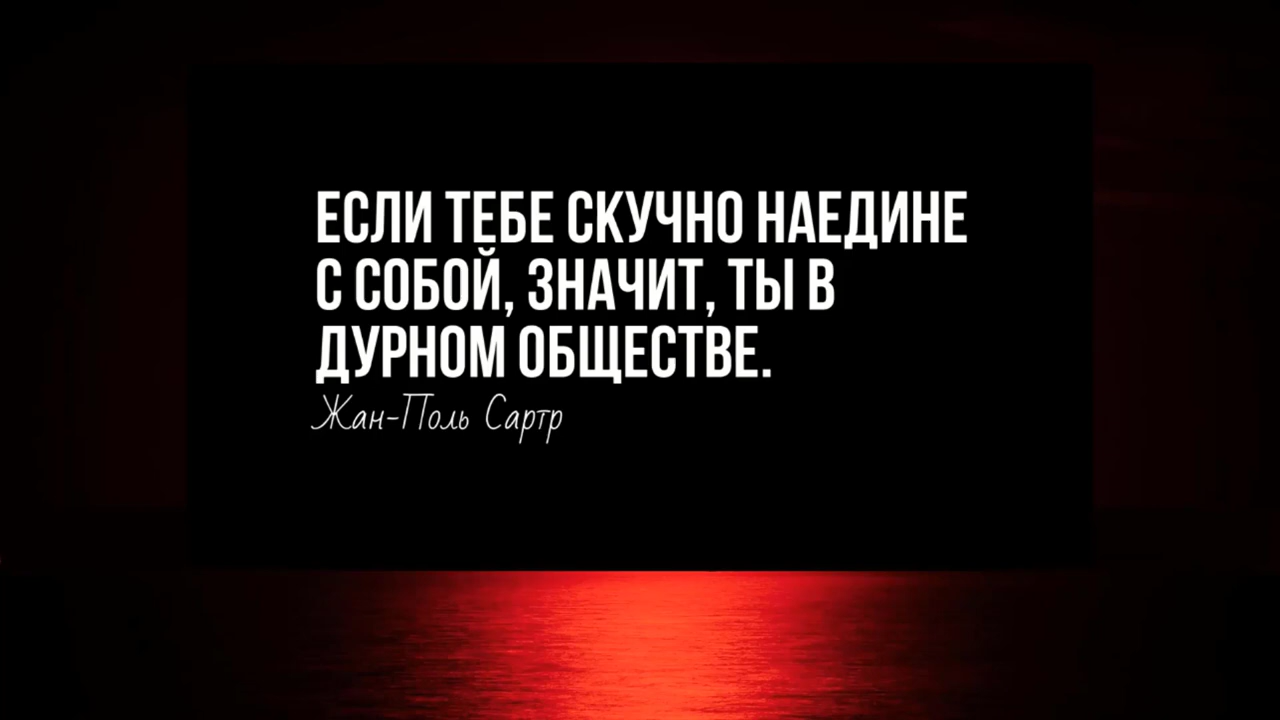 ЕСЛИ ТЕБЕ СКУЧНО НАЕДИНЕ
С СОБОЙ, ЗНАЧИТ, ТЫ В
ДУРНОМ ОБЩЕСТВЕ.
Жан-Поль Сартр